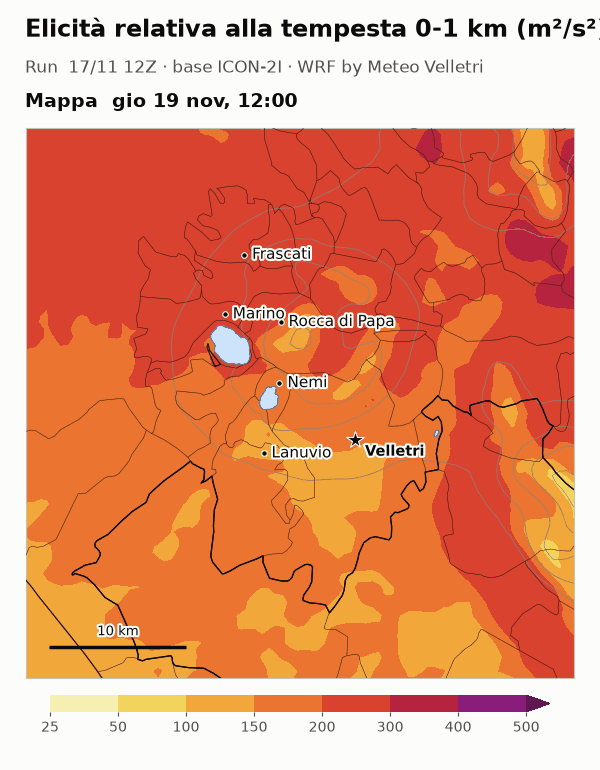 Elicità relativa alla tempesta 0-1 km (m²/s²)
Run  17/11 12Z · base ICON-2I · WRF by Meteo Velletri
Mappa  gio 19 nov, 12:00
Frascati
Marino
Rocca di Papa
Nemi
Velletri
Lanuvio
10 km
25 50 100 150 200 300 400 500